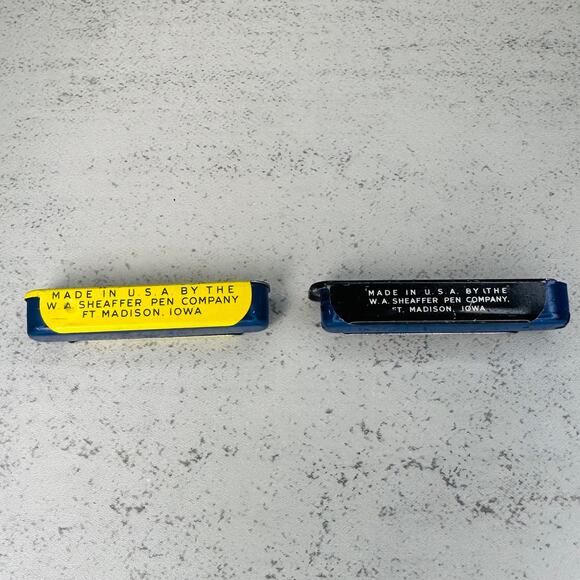 MADE IN U.S.A BY THE
W.A. SHEAFFER PEN COMPANY
FT MADISON, IOWA
MADE IN U.S.A. BY THE
W.A. SHEAFFER PEN COMPANY,
FT. MADISON, IOWA